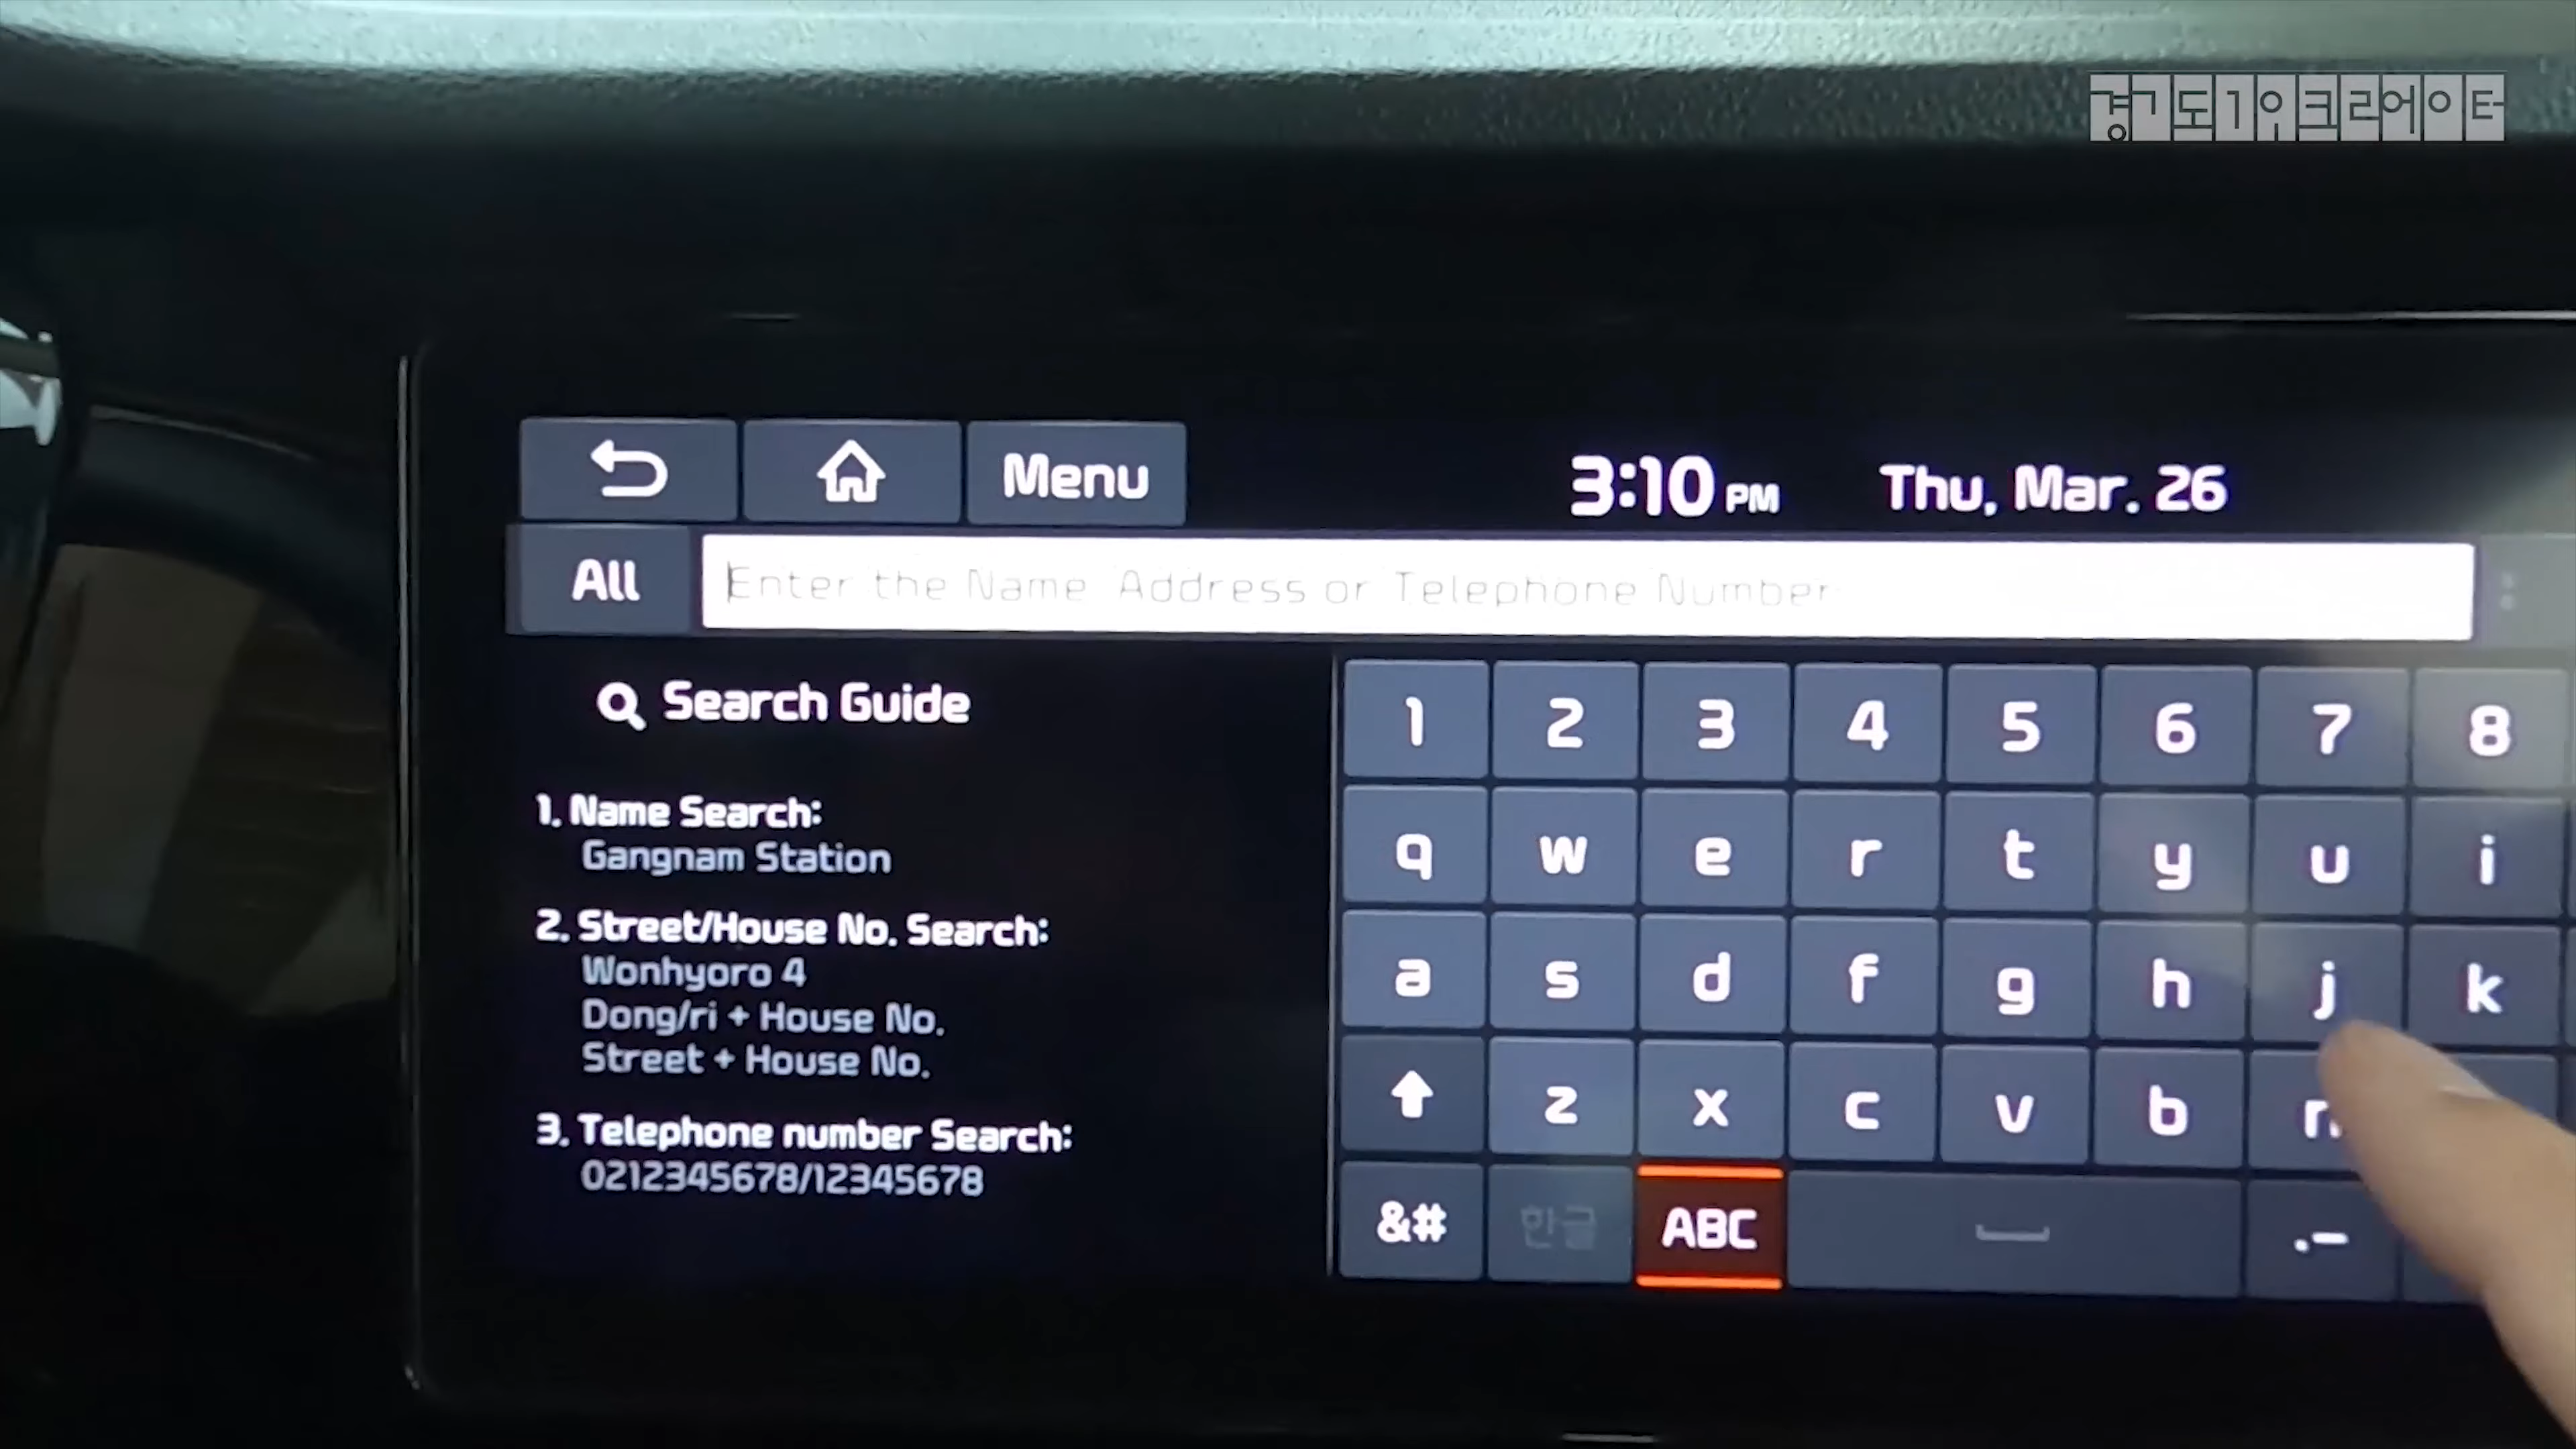 경기도1위크리에이터
Menu
3:10 PM Thu, Mar. 26
All
Enter the Name Address or Telephone Number
Search Guide
1. Name Search:
Gangnam Station
2. Street/House No. Search:
Wonhyoro 4
Dong/ri + House No.
Street + House No.
3. Telephone number Search:
0212345678/12345678
1 2 3 4 5 6 7 8
q w e r t y u i
a s d f g h j k
z x c v b n
&# 한글 ABC .-